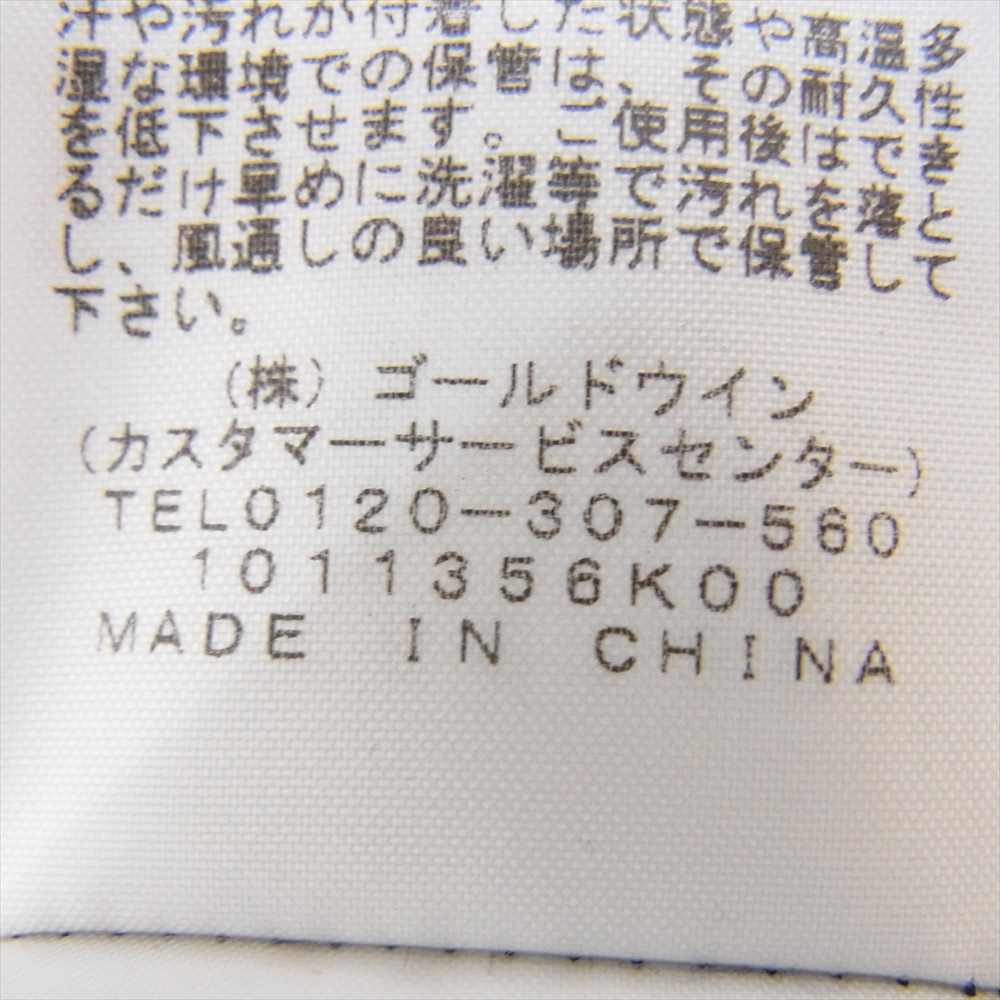 汗や汚れが付着した状態や高温多
湿な環境での保管は、その耐久性
を低下させます。ご使用後はできる
だけ早めに洗濯等で汚れを落とし
、風通しの良い場所で保管して
下さい。
(株) ゴールドウイン
(カスタマーサービスセンター)
TEL0120-307-560
1011356K00
MADE IN CHINA